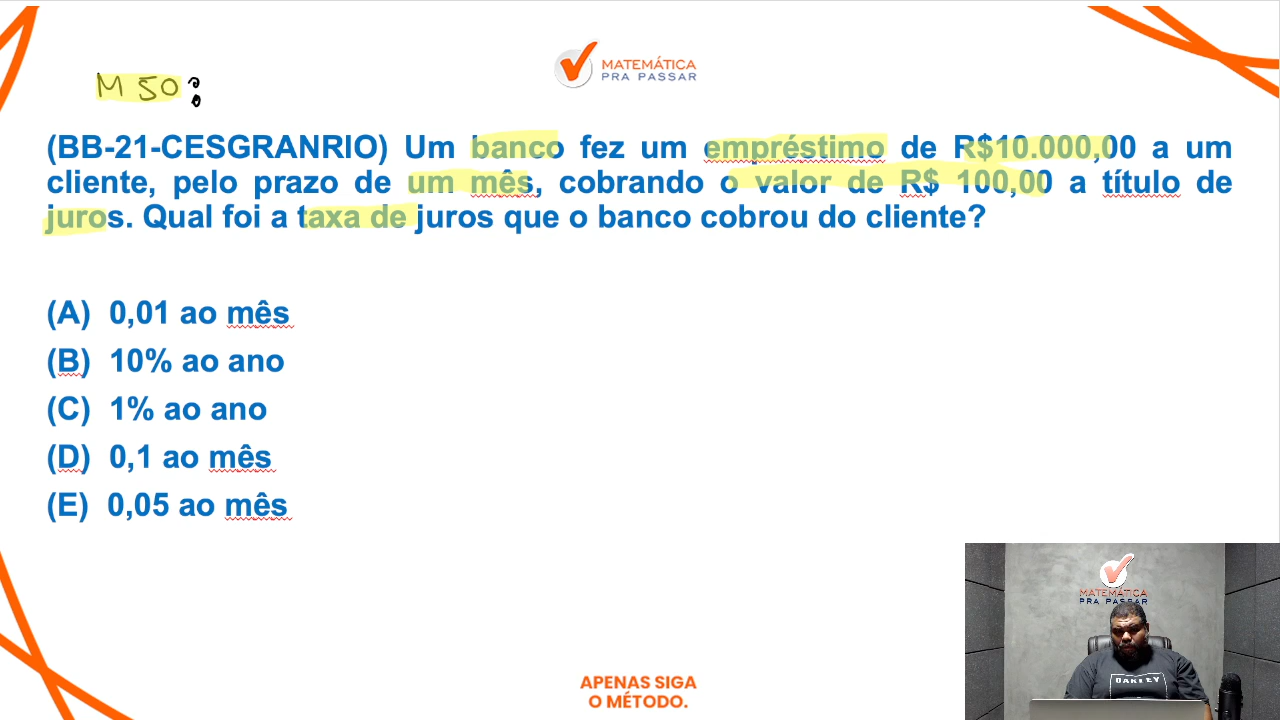 MATEMÁTICA
PRA PASSAR
M 50:
(BB-21-CESGRANRIO) Um banco fez um empréstimo de R$10.000,00 a um
cliente, pelo prazo de um mês, cobrando o valor de R$ 100,00 a título de
juros. Qual foi a taxa de juros que o banco cobrou do cliente?
(A) 0,01 ao mês
(B) 10% ao ano
(C) 1% ao ano
(D) 0,1 ao mês
(E) 0,05 ao mês
MATEMÁTICA
PRA PASSAR
OAKLEY
APENAS SIGA
O MÉTODO.